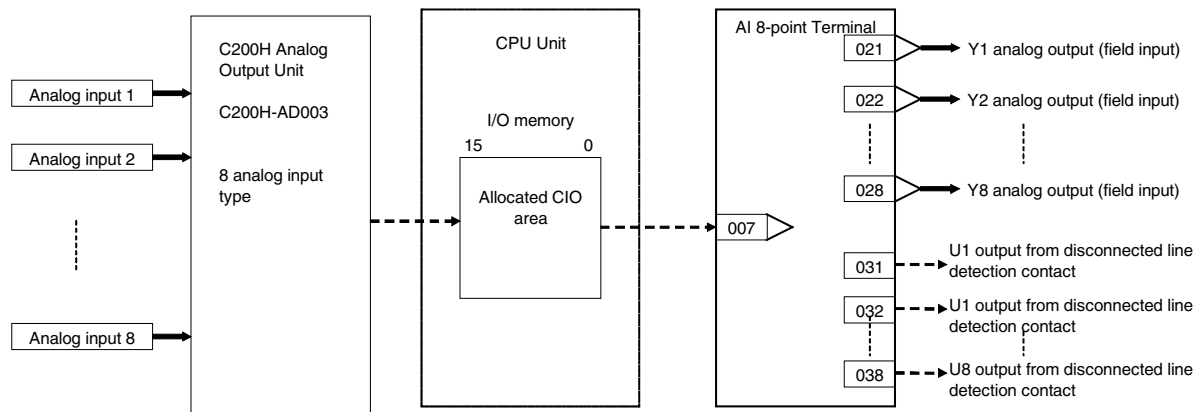 Analog input 1
Analog input 2
Analog input 8
C200H Analog
Output Unit
C200H-AD003
8 analog input
type
CPU Unit
I/O memory
15 0
Allocated CIO
area
AI 8-point Terminal
007
021
Y1 analog output (field input)
022
Y2 analog output (field input)
028
Y8 analog output (field input)
031
U1 output from disconnected line
detection contact
032
U1 output from disconnected line
detection contact
038
U8 output from disconnected line
detection contact